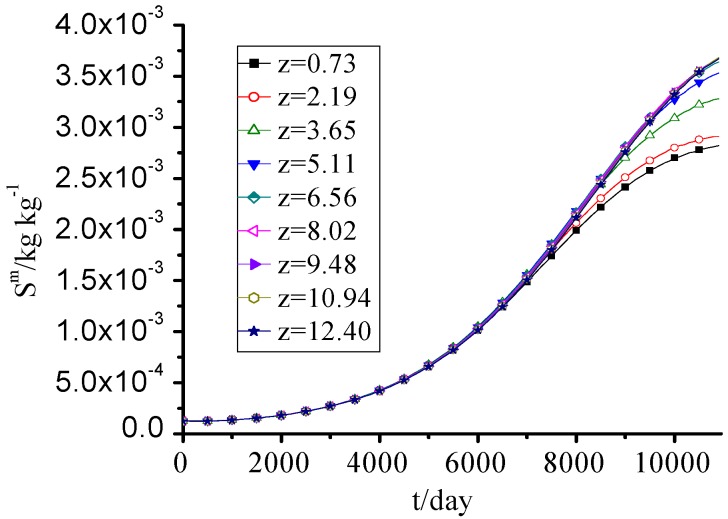 4.0x10⁻³
3.5x10⁻³
3.0x10⁻³
2.5x10⁻³
2.0x10⁻³
1.5x10⁻³
1.0x10⁻³
5.0x10⁻⁴
0.0
Sᵐ/kg kg⁻¹
z=0.73
z=2.19
z=3.65
z=5.11
z=6.56
z=8.02
z=9.48
z=10.94
z=12.40
0 2000 4000 6000 8000 10000
t/day